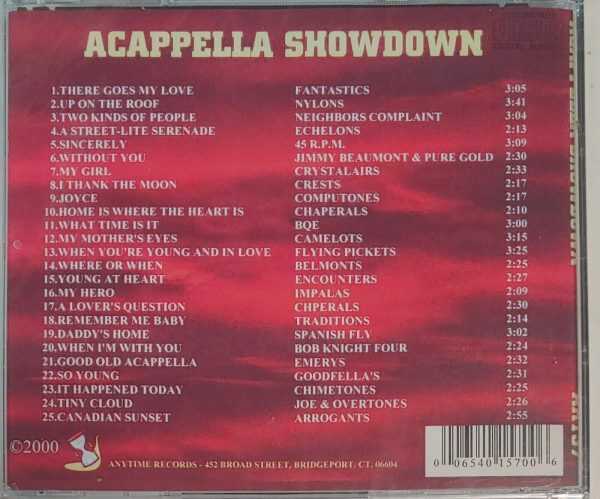 ACAPPELLA SHOWDOWN
1.THERE GOES MY LOVE FANTASTICS 3:05
2.UP ON THE ROOF NYLONS 3:41
3.TWO KINDS OF PEOPLE NEIGHBORS COMPLAINT 3:04
4.A STREET-LITE SERENADE ECHELONS 2:13
5.SINCERELY 45 R.P.M. 3:09
6.WITHOUT YOU JIMMY BEAUMONT & PURE GOLD 2:30
7.MY GIRL CRYSTALAIRS 2:33
8.I THANK THE MOON CRESTS 2:17
9.JOYCE COMPUTONES 2:17
10.HOME IS WHERE THE HEART IS CHAPERALS 2:10
11.WHAT TIME IS IT BQE 3:00
12.MY MOTHER'S EYES CAMELOTS 3:15
13.WHEN YOU'RE YOUNG AND IN LOVE FLYING PICKETS 3:25
14.WHERE OR WHEN BELMONTS 2:25
15.YOUNG AT HEART ENCOUNTERS 2:27
16.MY HERO IMPALAS 2:09
17.A LOVER'S QUESTION CHPERALS 2:30
18.REMEMBER ME BABY TRADITIONS 2:14
19.DADDY'S HOME SPANISH FLY 3:02
20.WHEN I'M WITH YOU BOB KNIGHT FOUR 2:24
21.GOOD OLD ACAPPELLA EMERYS 2:32
22.SO YOUNG GOODFELLA'S 2:31
23.IT HAPPENED TODAY CHIMETONES 2:25
24.TINY CLOUD JOE & OVERTONES 2:26
25.CANADIAN SUNSET ARROGANTS 2:55
©2000
ANYTIME RECORDS - 452 BROAD STREET, BRIDGEPORT, CT. 06604
0 06540 15700 6